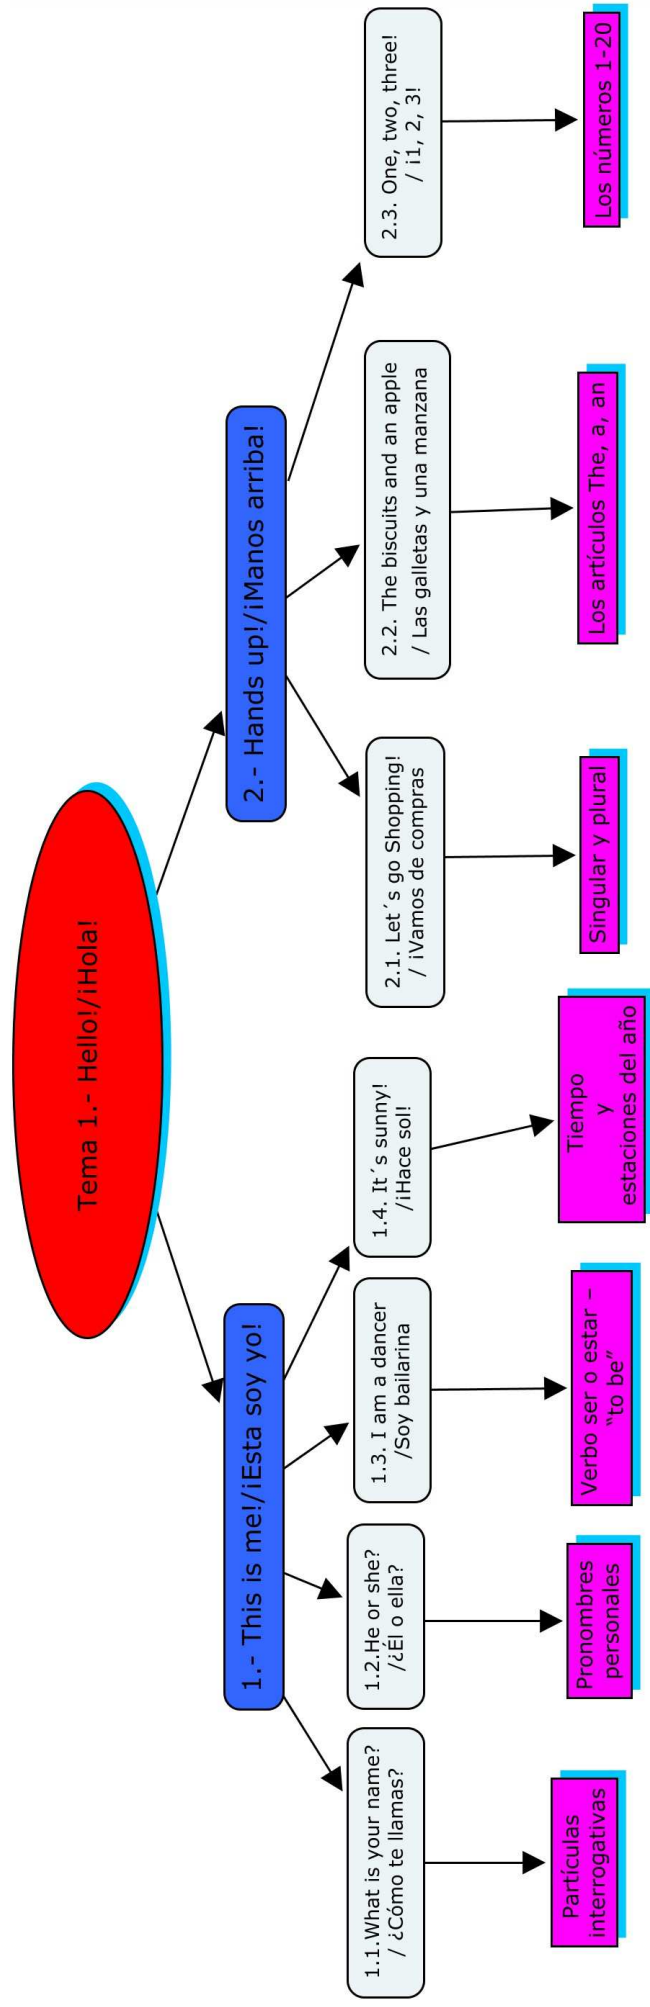 Tema 1.- Hello!/¡Hola!
1.- This is me!/¡Esta soy yo!
2.- Hands up!/¡Manos arriba!
1.1.What is your name?
/ ¿Cómo te llamas?
1.2.He or she?
/¿Él o ella?
1.3. I am a dancer
/Soy bailarina
1.4. It´s sunny!
/¡Hace sol!
2.1. Let´s go Shopping!
/ ¡Vamos de compras
2.2. The biscuits and an apple
/ Las galletas y una manzana
2.3. One, two, three!
/ ¡1, 2, 3!
Partículas
interrogativas
Pronombres
personales
Verbo ser o estar –
“to be”
Tiempo
y
estaciones del año
Singular y plural
Los artículos The, a, an
Los números 1-20